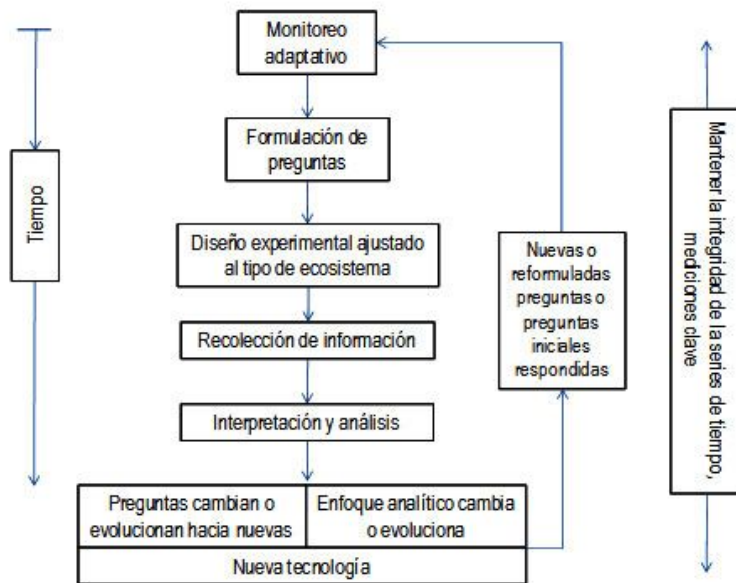 Monitoreo
adaptativo
Formulación de
preguntas
Tiempo
Diseño experimental ajustado
al tipo de ecosistema
Recolección de información
Interpretación y análisis
Preguntas cambian o
evolucionan hacia nuevas
Enfoque analítico cambia
o evoluciona
Nueva tecnología
Nuevas o
reformuladas
preguntas o
preguntas
iniciales
respondidas
Mantener la integridad de la series de tiempo,
mediciones clave